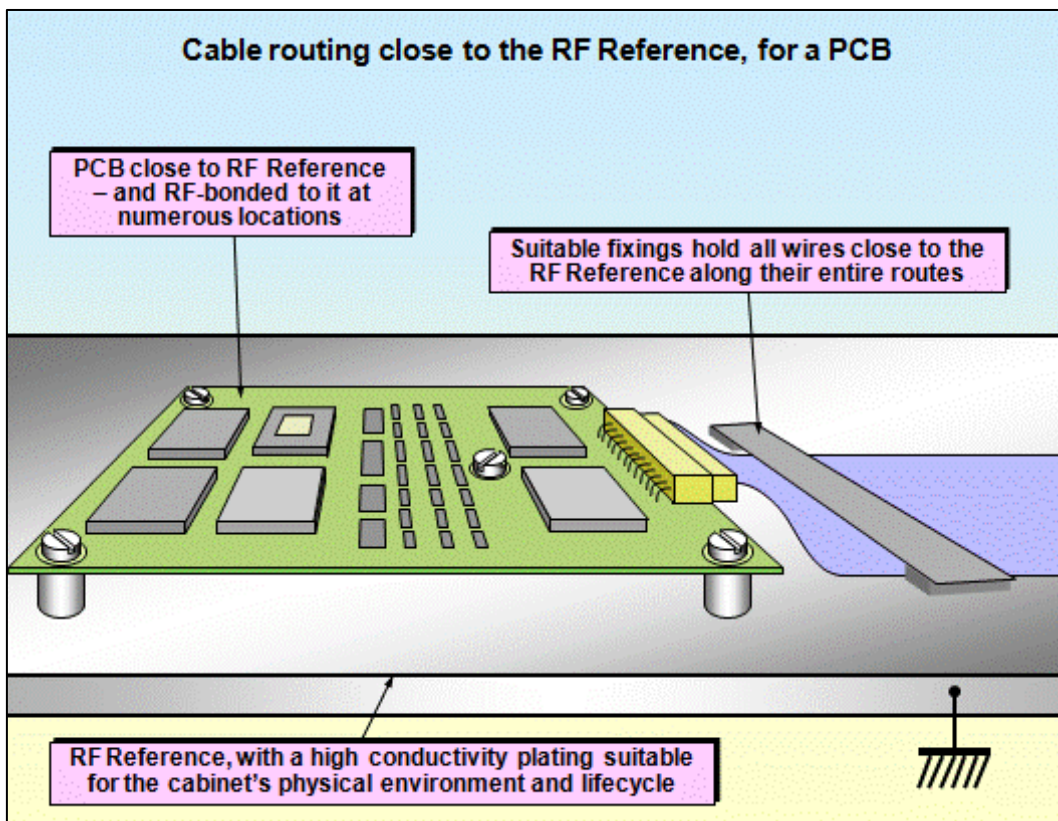 Cable routing close to the RF Reference, for a PCB
PCB close to RF Reference
– and RF-bonded to it at
numerous locations
Suitable fixings hold all wires close to the
RF Reference along their entire routes
RF Reference, with a high conductivity plating suitable
for the cabinet's physical environment and lifecycle